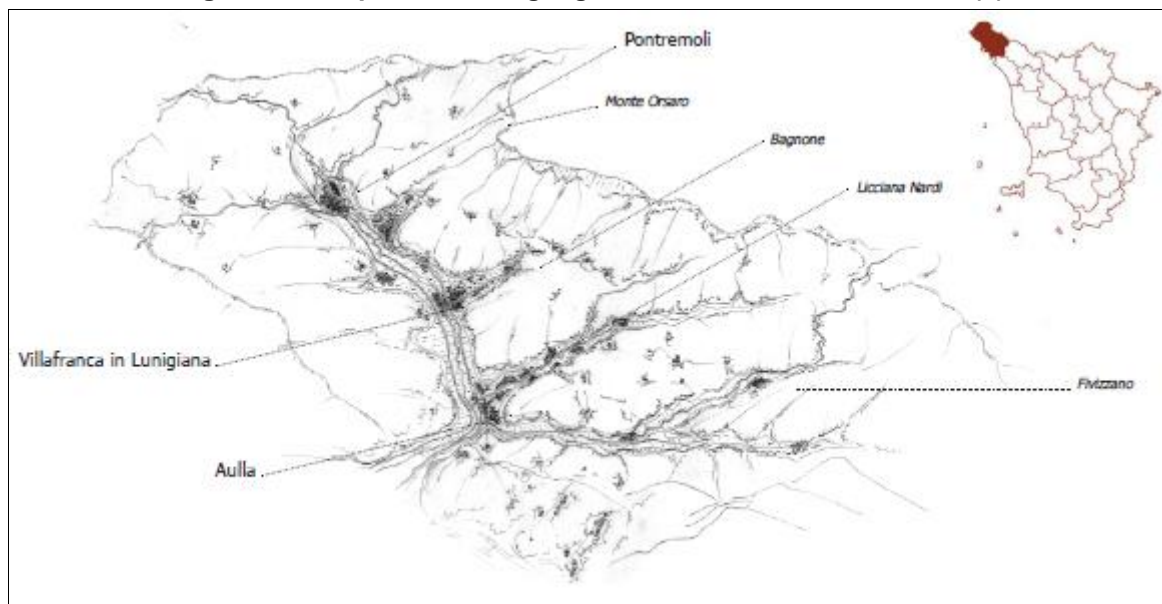 Pontremoli
Monte Orsaro
Bagnone
Licciana Nardi
Villafranca in Lunigiana
Fivizzano
Aulla